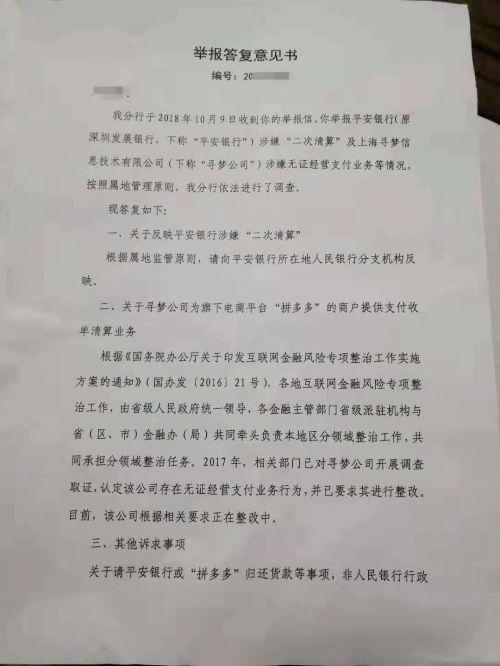 举报答复意见书
编号：20
我分行于2018年10月9日收到你的举报信。你举报平安银行（原
深圳发展银行，下称“平安银行”）涉嫌“二次清算”及上海寻梦信
息技术有限公司（下称“寻梦公司”）涉嫌无证经营支付业务等情况，
按照属地管理原则，我分行依法进行了调查。
现答复如下：
一、关于反映平安银行涉嫌“二次清算”
根据属地监管原则，请向平安银行所在地人民银行分支机构反
映。
二、关于寻梦公司为旗下电商平台“拼多多”的商户提供支付收
单清算业务
根据《国务院办公厅关于印发互联网金融风险专项整治工作实施
方案的通知》（国办发〔2016〕21号），各地互联网金融风险专项整
治工作，由省级人民政府统一领导，各金融主管部门省级派驻机构与
省（区、市）金融办（局）共同牵头负责本地区分领域整治工作，共
同承担分领域整治任务。2017年，相关部门已对寻梦公司开展调查
取证，认定该公司存在无证经营支付业务行为，并已要求其进行整改。
目前，该公司根据相关要求正在整改中。
三、其他诉求事项
关于请平安银行或“拼多多”归还货款等事项，非人民银行行政